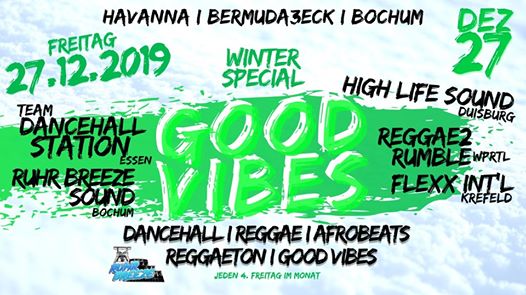 HAVANNA | BERMUDA3ECK | BOCHUM
FREITAG
27.12.2019
DEZ
27
WINTER
SPECIAL
GOOD
VIBES
TEAM
DANCEHALL
STATION
ESSEN
RUHR BREEZE
SOUND
BOCHUM
HIGH LIFE SOUND
DUISBURG
REGGAE2
RUMBLE WPRTL
FLEXX INT'L
KREFELD
DANCEHALL | REGGAE | AFROBEATS
REGGAETON | GOOD VIBES
JEDEN 4. FREITAG IM MONAT
RUHR
BREEZE